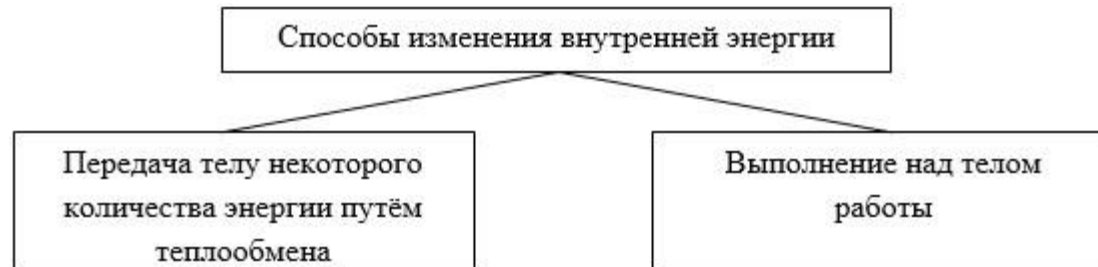 Способы изменения внутренней энергии
Передача телу некоторого
количества энергии путём
теплообмена
Выполнение над телом
работы